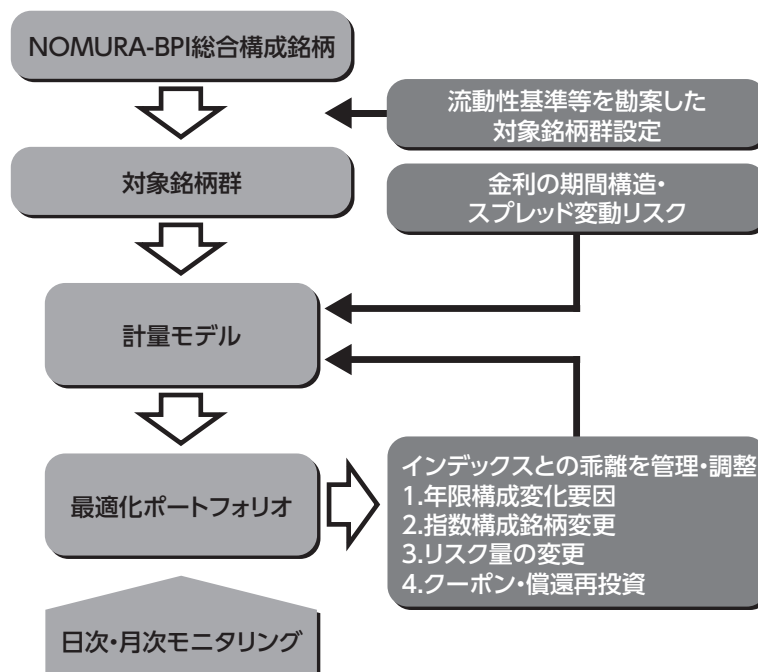 NOMURA-BPI総合構成銘柄
流動性基準等を勘案した
対象銘柄群設定
対象銘柄群
金利の期間構造・
スプレッド変動リスク
計量モデル
最適化ポートフォリオ
インデックスとの乖離を管理・調整
1.年限構成変化要因
2.指数構成銘柄変更
3.リスク量の変更
4.クーポン・償還再投資
日次・月次モニタリング